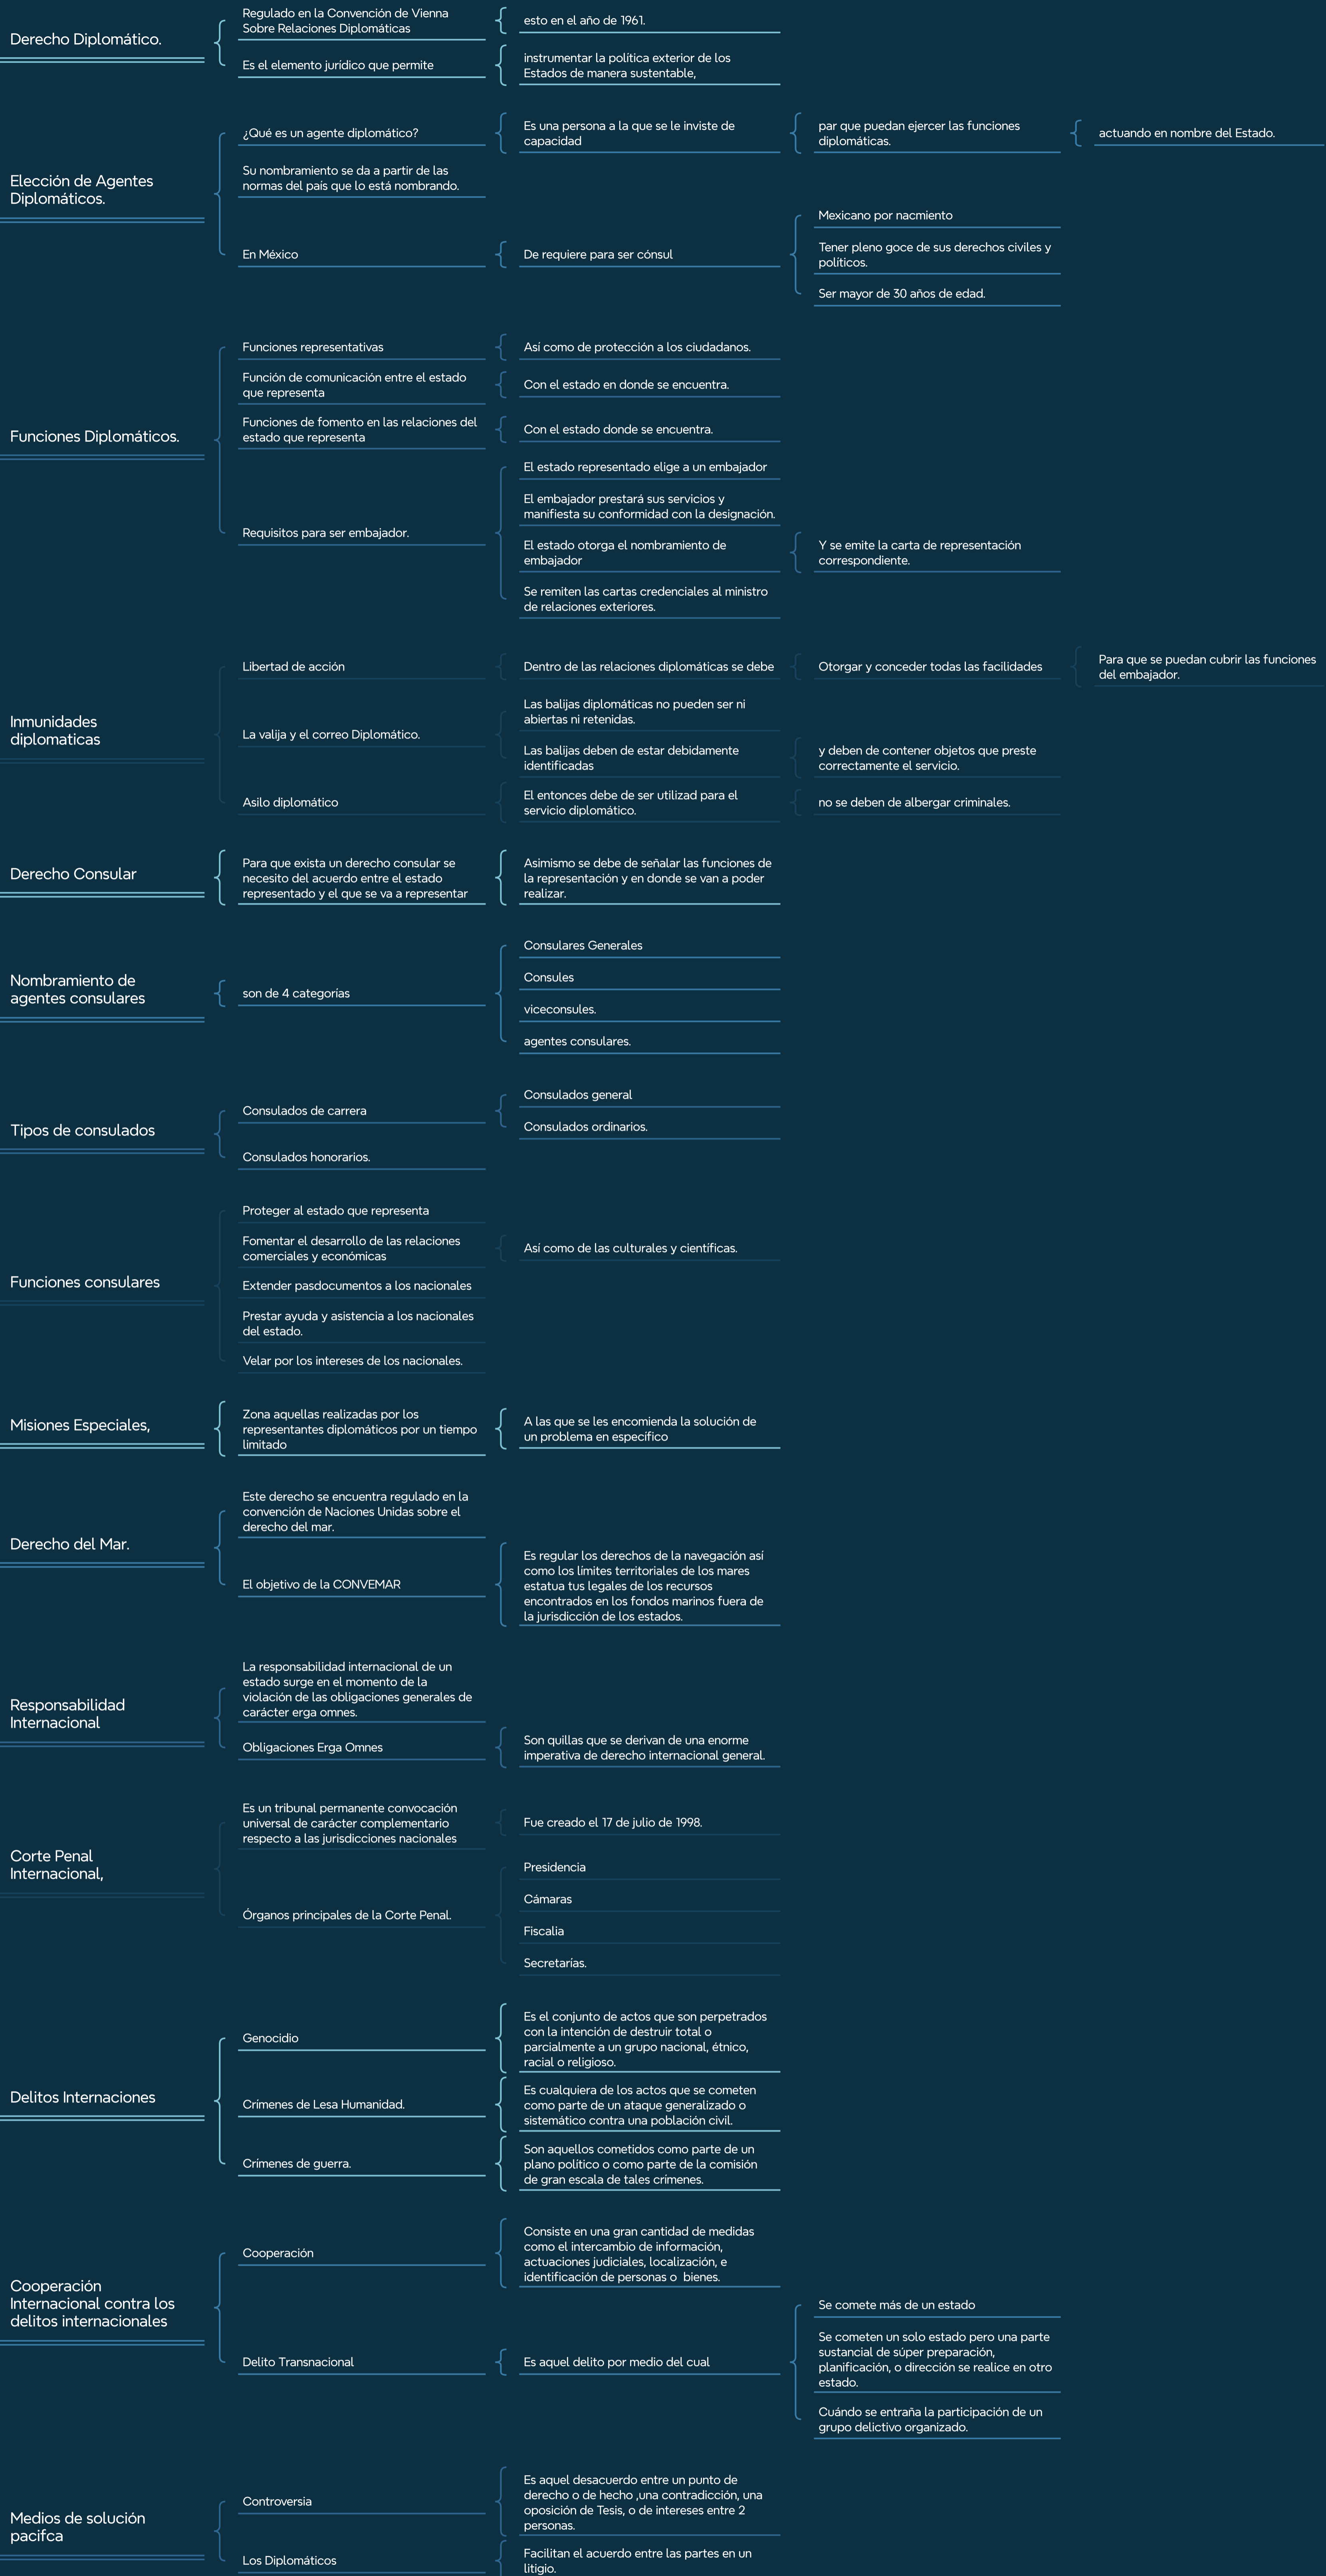 Derecho Diplomático.
Regulado en la Convención de Vienna
Sobre Relaciones Diplomáticas
esto en el año de 1961.
Es el elemento jurídico que permite
instrumentar la política exterior de los
Estados de manera sustentable,
Elección de Agentes
Diplomáticos.
¿Qué es un agente diplomático?
Es una persona a la que se le inviste de
capacidad
par que puedan ejercer las funciones
diplomáticas.
actuando en nombre del Estado.
Su nombramiento se da a partir de las
normas del país que lo está nombrando.
En México
De requiere para ser cónsul
Mexicano por nacmiento
Tener pleno goce de sus derechos civiles y
políticos.
Ser mayor de 30 años de edad.
Funciones Diplomáticos.
Funciones representativas
Así como de protección a los ciudadanos.
Función de comunicación entre el estado
que representa
Con el estado en donde se encuentra.
Funciones de fomento en las relaciones del
estado que representa
Con el estado donde se encuentra.
Requisitos para ser embajador.
El estado representado elige a un embajador
El embajador prestará sus servicios y
manifiesta su conformidad con la designación.
El estado otorga el nombramiento de
embajador
Y se emite la carta de representación
correspondiente.
Se remiten las cartas credenciales al ministro
de relaciones exteriores.
Inmunidades
diplomaticas
Libertad de acción
Dentro de las relaciones diplomáticas se debe
Otorgar y conceder todas las facilidades
Para que se puedan cubrir las funciones
del embajador.
La valija y el correo Diplomático.
Las balijas diplomáticas no pueden ser ni
abiertas ni retenidas.
Las balijas deben de estar debidamente
identificadas
y deben de contener objetos que preste
correctamente el servicio.
Asilo diplomático
El entonces debe de ser utilizad para el
servicio diplomático.
no se deben de albergar criminales.
Derecho Consular
Para que exista un derecho consular se
necesito del acuerdo entre el estado
representado y el que se va a representar
Asimismo se debe de señalar las funciones de
la representación y en donde se van a poder
realizar.
Nombramiento de
agentes consulares
son de 4 categorías
Consulares Generales
Consules
viceconsules.
agentes consulares.
Tipos de consulados
Consulados de carrera
Consulados general
Consulados ordinarios.
Consulados honorarios.
Funciones consulares
Proteger al estado que representa
Fomentar el desarrollo de las relaciones
comerciales y económicas
Así como de las culturales y científicas.
Extender pasdocumentos a los nacionales
Prestar ayuda y asistencia a los nacionales
del estado.
Velar por los intereses de los nacionales.
Misiones Especiales,
Zona aquellas realizadas por los
representantes diplomáticos por un tiempo
limitado
A las que se les encomienda la solución de
un problema en específico
Derecho del Mar.
Este derecho se encuentra regulado en la
convención de Naciones Unidas sobre el
derecho del mar.
El objetivo de la CONVEMAR
Es regular los derechos de la navegación así
como los límites territoriales de los mares
estatua tus legales de los recursos
encontrados en los fondos marinos fuera de
la jurisdicción de los estados.
Responsabilidad
Internacional
La responsabilidad internacional de un
estado surge en el momento de la
violación de las obligaciones generales de
carácter erga omnes.
Obligaciones Erga Omnes
Son quillas que se derivan de una enorme
imperativa de derecho internacional general.
Corte Penal
Internacional,
Es un tribunal permanente convocación
universal de carácter complementario
respecto a las jurisdicciones nacionales
Fue creado el 17 de julio de 1998.
Órganos principales de la Corte Penal.
Presidencia
Cámaras
Fiscalia
Secretarías.
Delitos Internaciones
Genocidio
Es el conjunto de actos que son perpetrados
con la intención de destruir total o
parcialmente a un grupo nacional, étnico,
racial o religioso.
Crímenes de Lesa Humanidad.
Es cualquiera de los actos que se cometen
como parte de un ataque generalizado o
sistemático contra una población civil.
Crímenes de guerra.
Son aquellos cometidos como parte de un
plano político o como parte de la comisión
de gran escala de tales crímenes.
Cooperación
Internacional contra los
delitos internacionales
Cooperación
Consiste en una gran cantidad de medidas
como el intercambio de información,
actuaciones judiciales, localización, e
identificación de personas o bienes.
Delito Transnacional
Es aquel delito por medio del cual
Se comete más de un estado
Se cometen un solo estado pero una parte
sustancial de súper preparación,
planificación, o dirección se realice en otro
estado.
Cuándo se entraña la participación de un
grupo delictivo organizado.
Medios de solución
pacifca
Controversia
Es aquel desacuerdo entre un punto de
derecho o de hecho ,una contradicción, una
oposición de Tesis, o de intereses entre 2
personas.
Los Diplomáticos
Facilitan el acuerdo entre las partes en un
litigio.